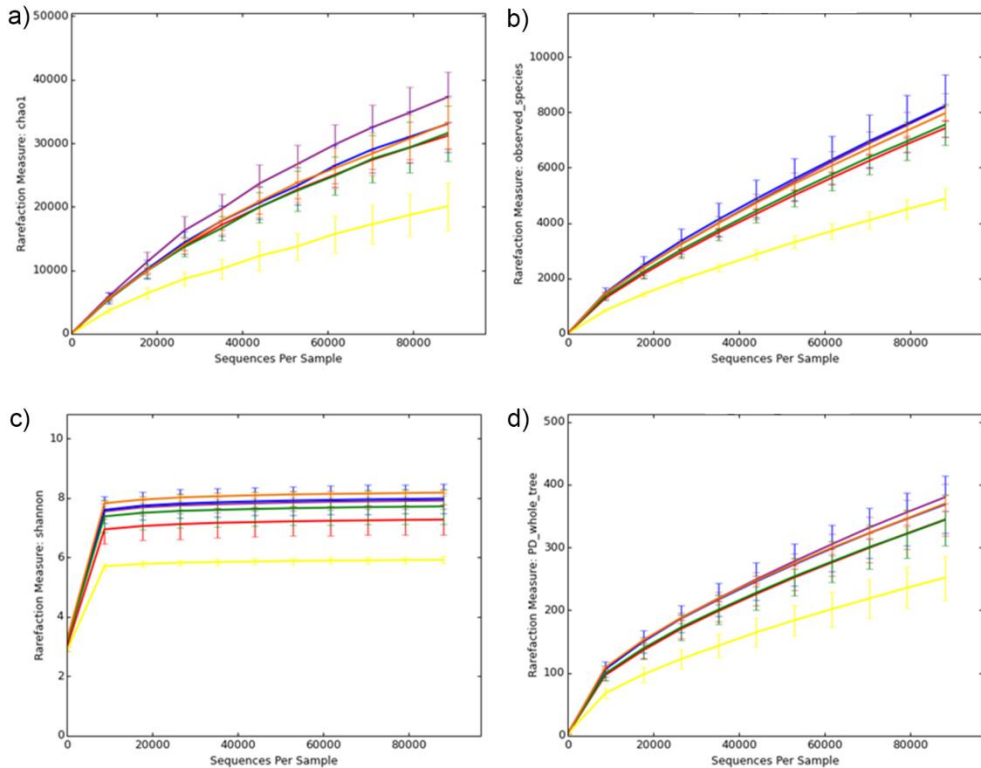 a)
50000
40000
30000
20000
10000
0
Rarefaction Measure: chao1
0 20000 40000 60000 80000
Sequences Per Sample
b)
10000
8000
6000
4000
2000
0
Rarefaction Measure: observed_species
0 20000 40000 60000 80000
Sequences Per Sample
c)
10
8
6
4
2
0
Rarefaction Measure: shannon
0 20000 40000 60000 80000
Sequences Per Sample
d)
500
400
300
200
100
0
Rarefaction Measure: PD_whole_tree
0 20000 40000 60000 80000
Sequences Per Sample